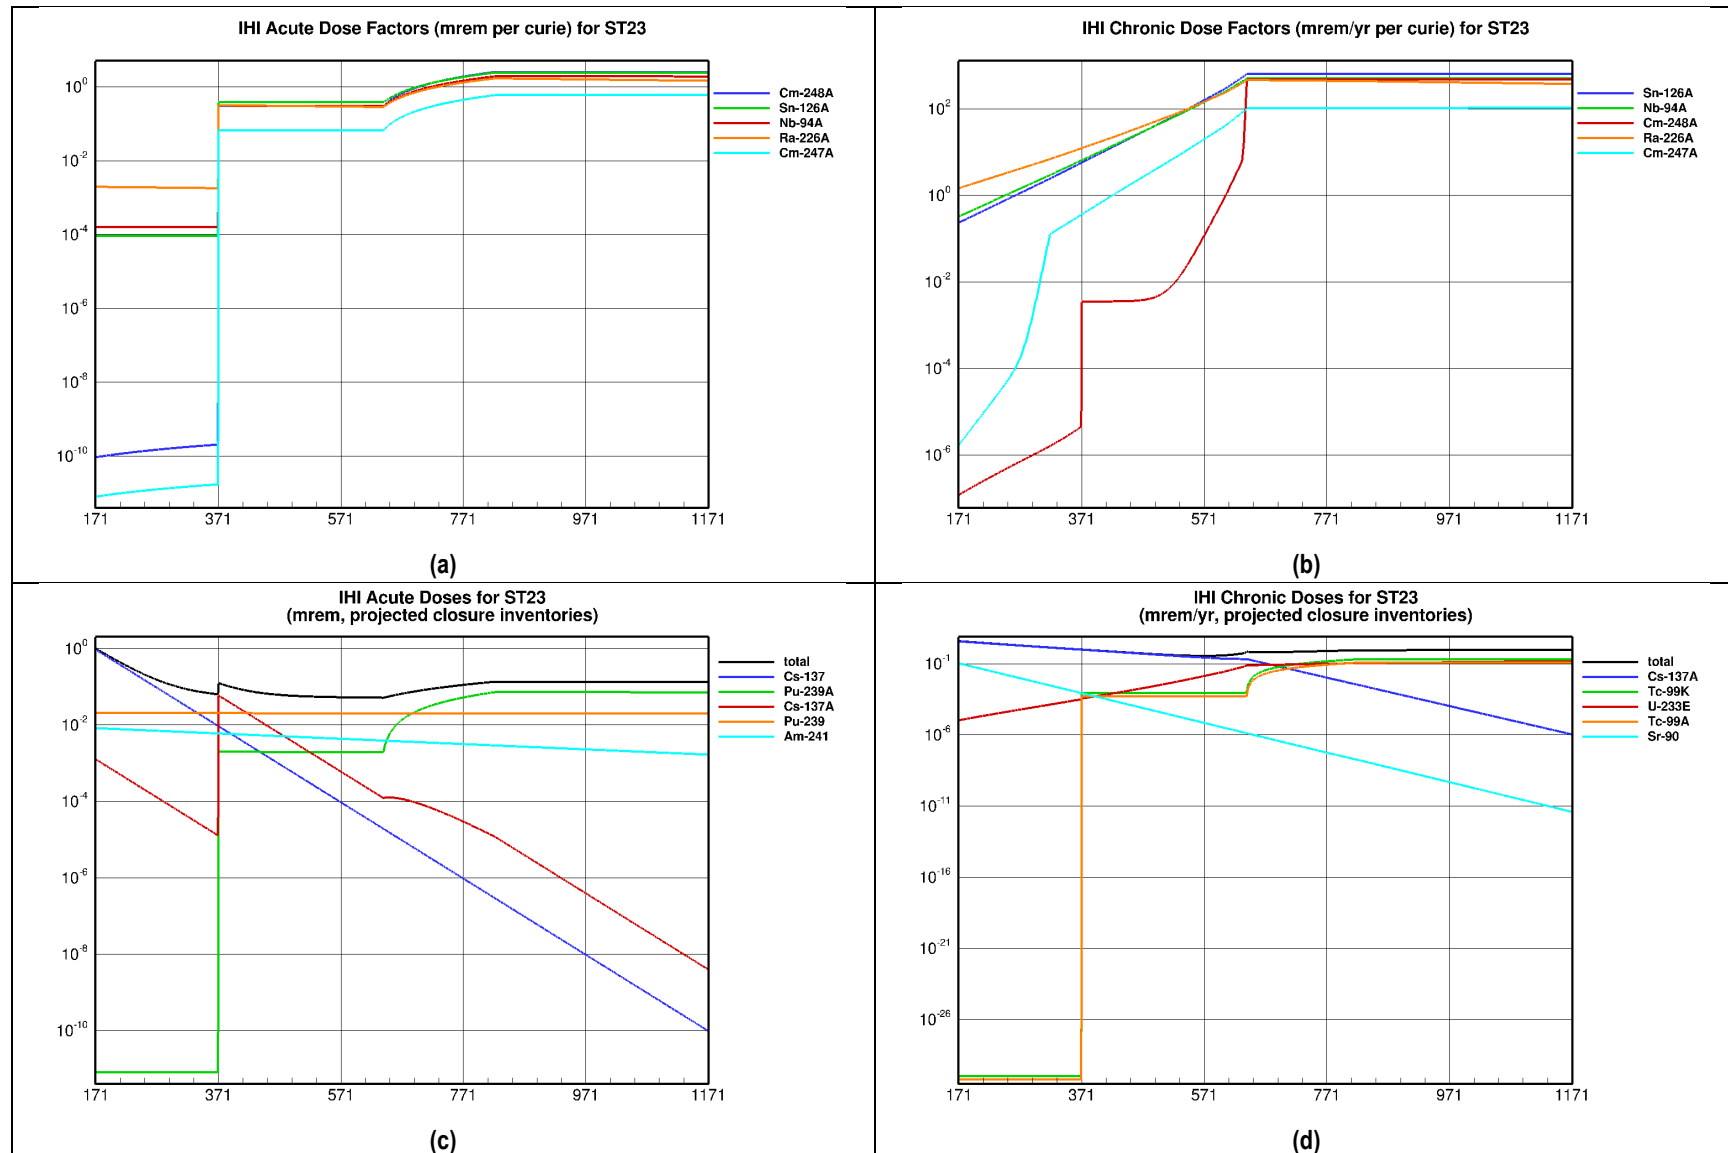 IHI Acute Dose Factors (mrem per curie) for ST23
10^0
10^-2
10^-4
10^-6
10^-8
10^-10
171 371 571 771 971 1171
Cm-248A
Sn-126A
Nb-94A
Ra-226A
Cm-247A
(a)
IHI Chronic Dose Factors (mrem/yr per curie) for ST23
10^2
10^0
10^-2
10^-4
10^-6
171 371 571 771 971 1171
Sn-126A
Nb-94A
Cm-248A
Ra-226A
Cm-247A
(b)
IHI Acute Doses for ST23
(mrem, projected closure inventories)
10^0
10^-2
10^-4
10^-6
10^-8
10^-10
171 371 571 771 971 1171
total
Cs-137
Pu-239A
Cs-137A
Pu-239
Am-241
(c)
IHI Chronic Doses for ST23
(mrem/yr, projected closure inventories)
10^-1
10^-6
10^-11
10^-16
10^-21
10^-26
171 371 571 771 971 1171
total
Cs-137A
Tc-99K
U-233E
Tc-99A
Sr-90
(d)